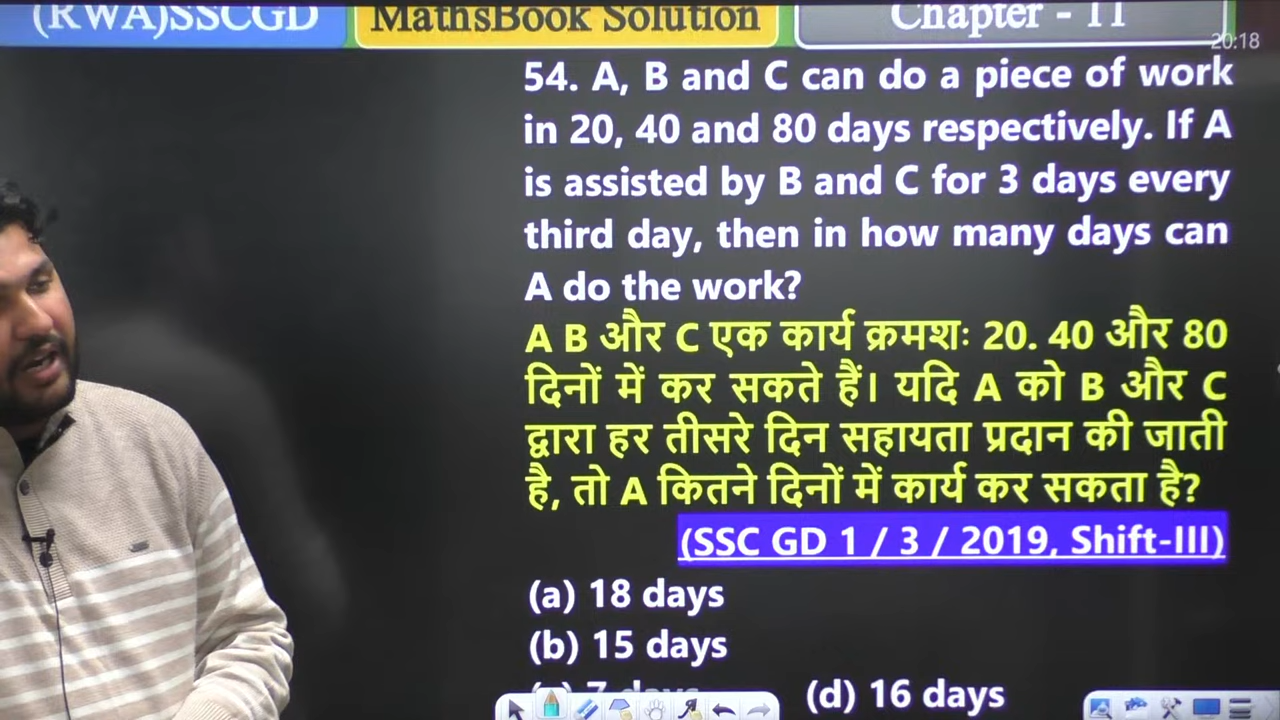 (RWA)SSCGD
MathsBook Solution
Chapter - 11
20:18
54. A, B and C can do a piece of work
in 20, 40 and 80 days respectively. If A
is assisted by B and C for 3 days every
third day, then in how many days can
A do the work?
A B और C एक कार्य क्रमशः 20. 40 और 80
दिनों में कर सकते हैं। यदि A को B और C
द्वारा हर तीसरे दिन सहायता प्रदान की जाती
है, तो A कितने दिनों में कार्य कर सकता है?
(SSC GD 1 / 3 / 2019, Shift-III)
(a) 18 days
(b) 15 days
7 days
(d) 16 days